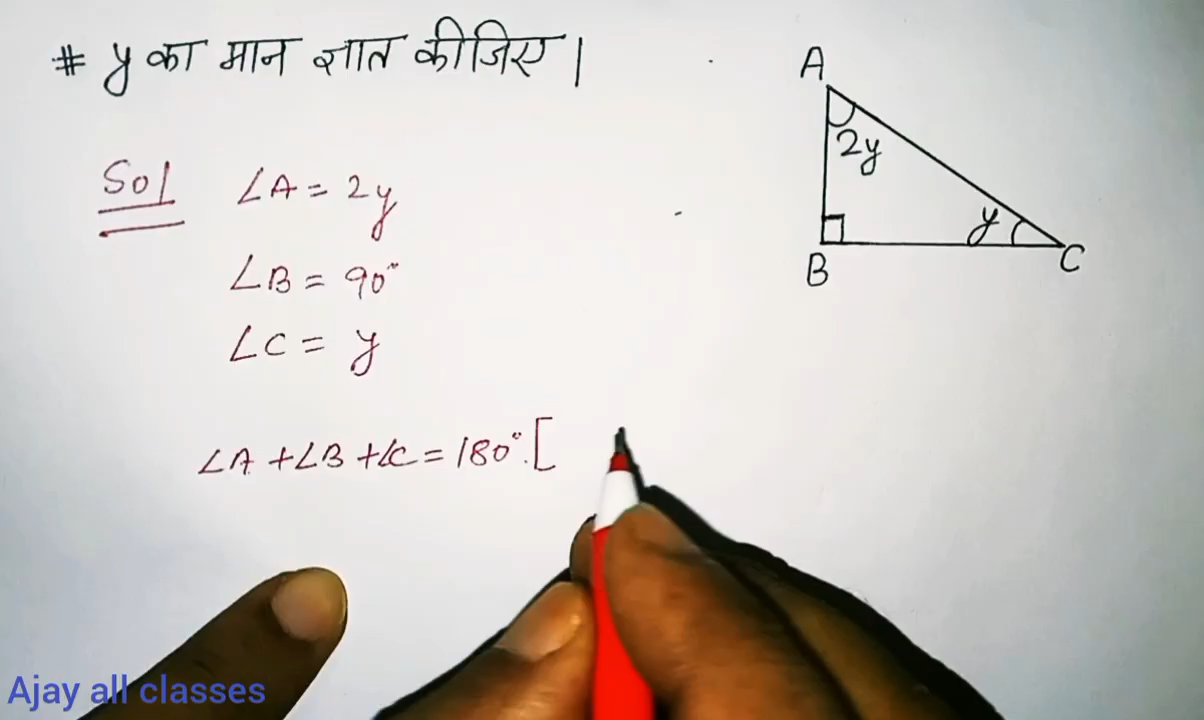 # y का मान ज्ञात कीजिए।
Sol ∠A = 2y
∠B = 90°
∠C = y
∠A + ∠B + ∠C = 180°. [
A
2y
y
B
C
Ajay all classes